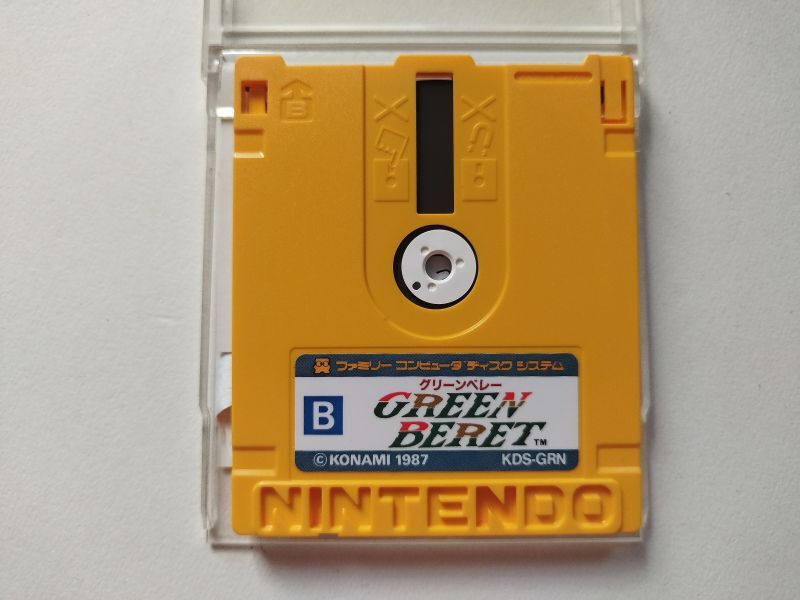 B
ファミリー コンピュータ ディスク システム
グリーンベレー
B
GREEN
BERET™
©KONAMI 1987 KDS-GRN
NINTENDO